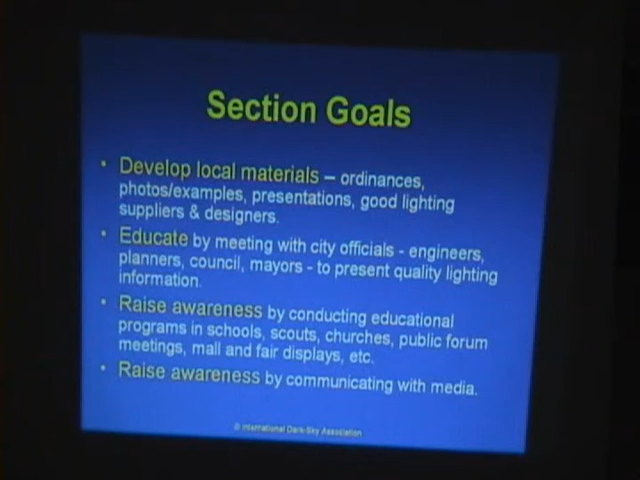 Section Goals
• Develop local materials – ordinances,
photos/examples, presentations, good lighting
suppliers & designers.
• Educate by meeting with city officials - engineers,
planners, council, mayors - to present quality lighting
information.
• Raise awareness by conducting educational
programs in schools, scouts, churches, public forum
meetings, mall and fair displays, etc.
• Raise awareness by communicating with media.
© International Dark-Sky Association